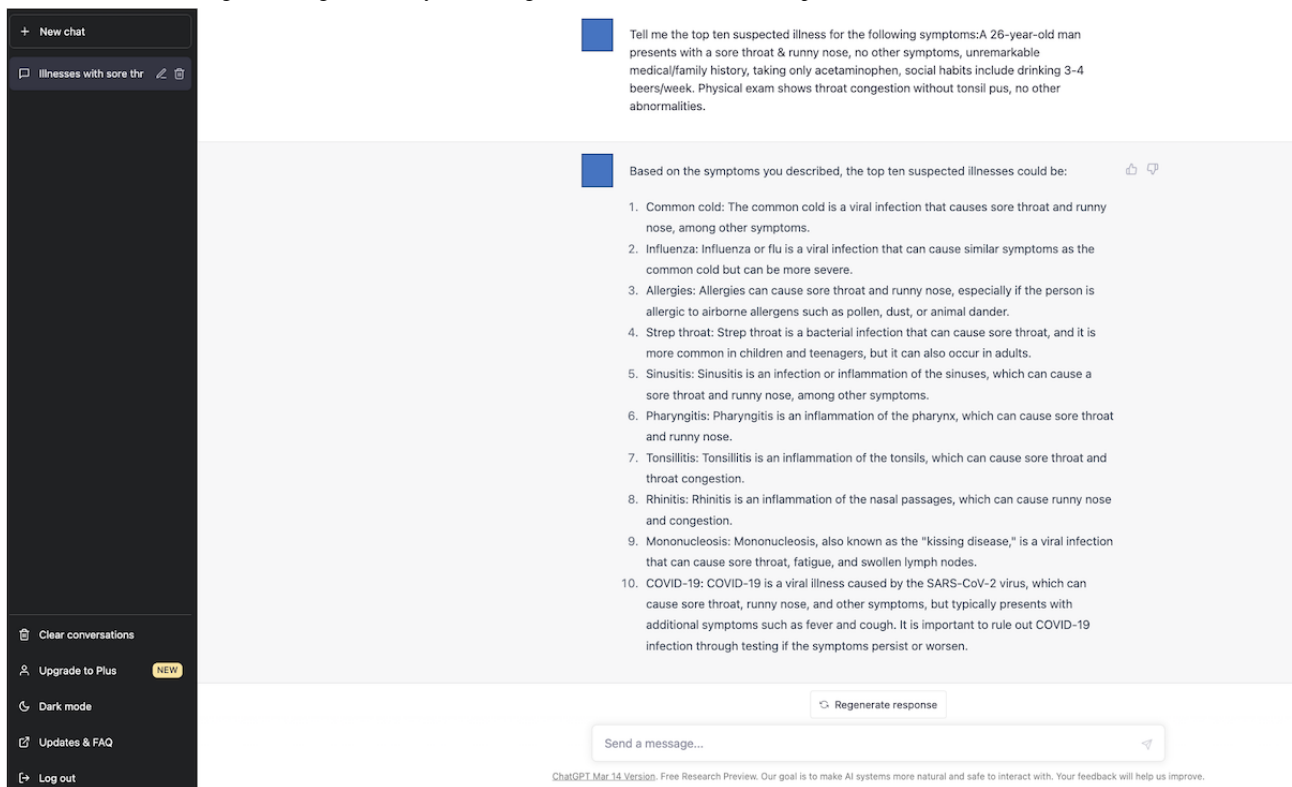 + New chat
Illnesses with sore thr
Clear conversations
Upgrade to Plus NEW
Dark mode
Updates & FAQ
Log out
Tell me the top ten suspected illness for the following symptoms:A 26-year-old man
presents with a sore throat & runny nose, no other symptoms, unremarkable
medical/family history, taking only acetaminophen, social habits include drinking 3-4
beers/week. Physical exam shows throat congestion without tonsil pus, no other
abnormalities.
Based on the symptoms you described, the top ten suspected illnesses could be:
1. Common cold: The common cold is a viral infection that causes sore throat and runny
nose, among other symptoms.
2. Influenza: Influenza or flu is a viral infection that can cause similar symptoms as the
common cold but can be more severe.
3. Allergies: Allergies can cause sore throat and runny nose, especially if the person is
allergic to airborne allergens such as pollen, dust, or animal dander.
4. Strep throat: Strep throat is a bacterial infection that can cause sore throat, and it is
more common in children and teenagers, but it can also occur in adults.
5. Sinusitis: Sinusitis is an infection or inflammation of the sinuses, which can cause a
sore throat and runny nose, among other symptoms.
6. Pharyngitis: Pharyngitis is an inflammation of the pharynx, which can cause sore throat
and runny nose.
7. Tonsillitis: Tonsillitis is an inflammation of the tonsils, which can cause sore throat and
throat congestion.
8. Rhinitis: Rhinitis is an inflammation of the nasal passages, which can cause runny nose
and congestion.
9. Mononucleosis: Mononucleosis, also known as the "kissing disease," is a viral infection
that can cause sore throat, fatigue, and swollen lymph nodes.
10. COVID-19: COVID-19 is a viral illness caused by the SARS-CoV-2 virus, which can
cause sore throat, runny nose, and other symptoms, but typically presents with
additional symptoms such as fever and cough. It is important to rule out COVID-19
infection through testing if the symptoms persist or worsen.
Regenerate response
Send a message...
ChatGPT Mar 14 Version. Free Research Preview. Our goal is to make AI systems more natural and safe to interact with. Your feedback will help us improve.